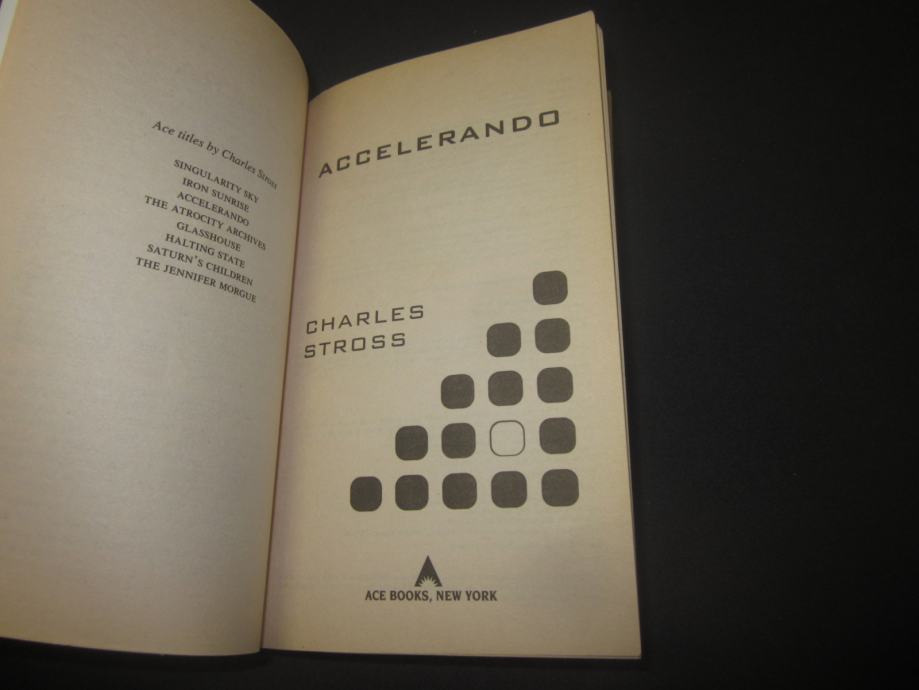 Ace titles by Charles Stross
SINGULARITY SKY
IRON SUNRISE
ACCELERANDO
THE ATROCITY ARCHIVES
GLASSHOUSE
HALTING STATE
SATURN'S CHILDREN
THE JENNIFER MORGUE
ACCELERANDO
CHARLES
STROSS
ACE BOOKS, NEW YORK